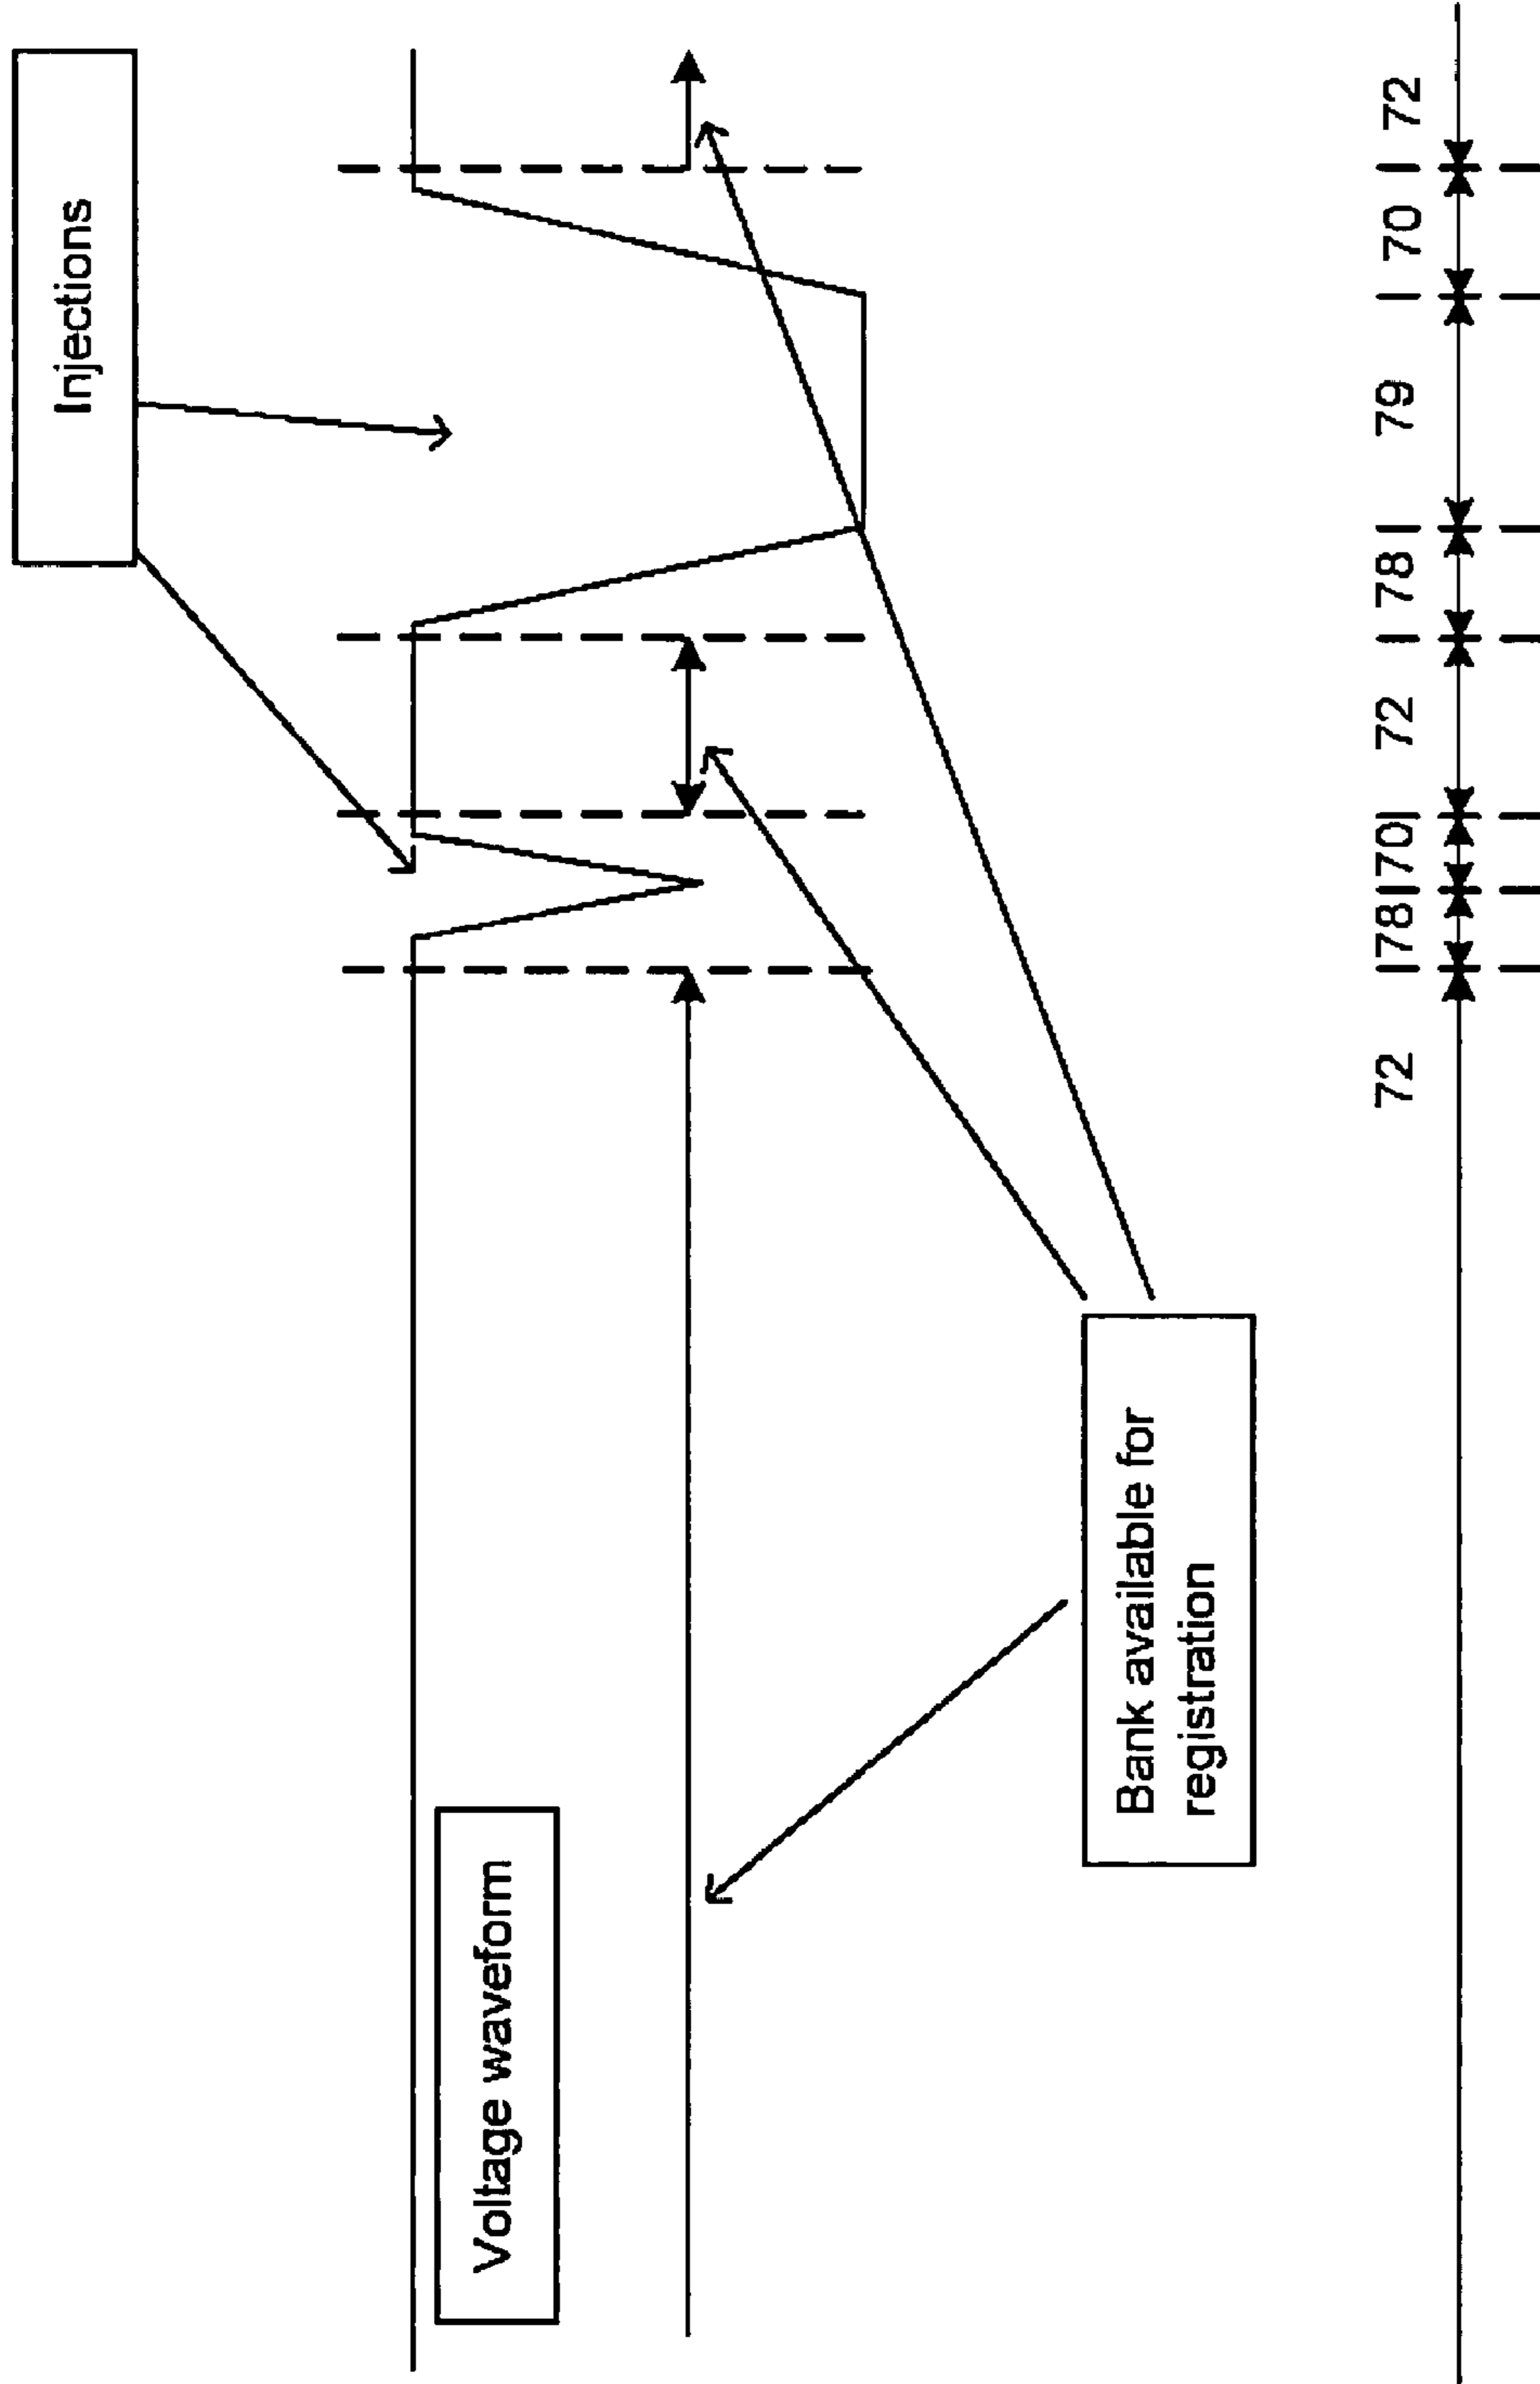 Injections
Voltage waveform
Bank available for
registration
72
78
70
72
78
79
70
72